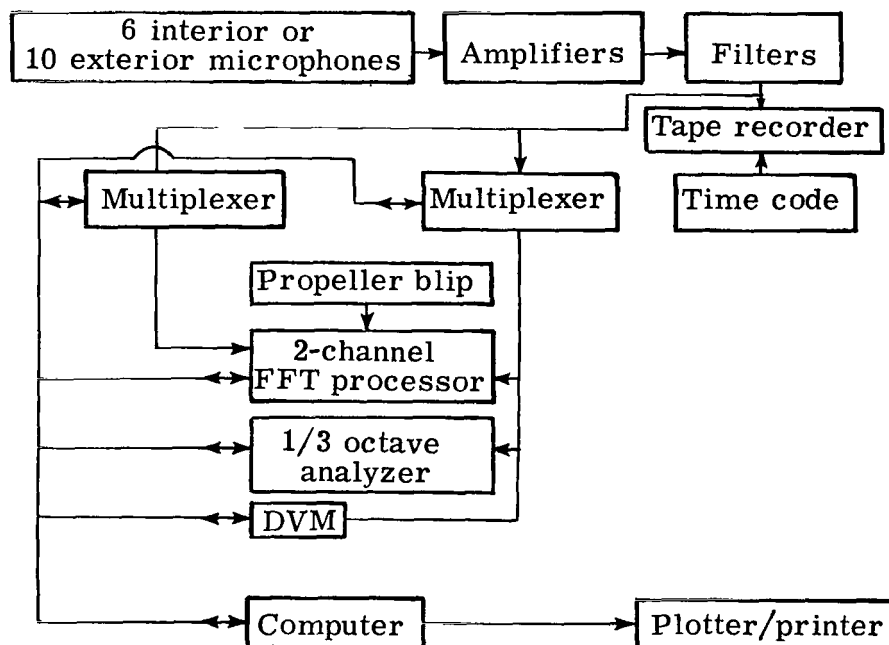 6 interior or
10 exterior microphones
Amplifiers
Filters
Tape recorder
Time code
Multiplexer
Multiplexer
Propeller blip
2-channel
FFT processor
1/3 octave
analyzer
DVM
Computer
Plotter/printer